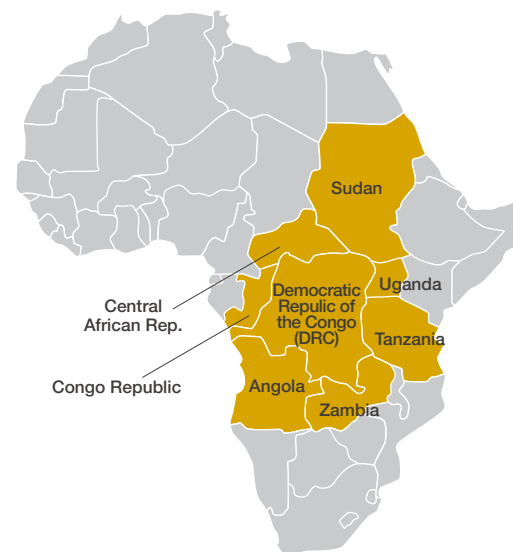 Sudan
Uganda
Democratic
Repulic of
the Congo
(DRC)
Central
African Rep.
Tanzania
Congo Republic
Angola
Zambia